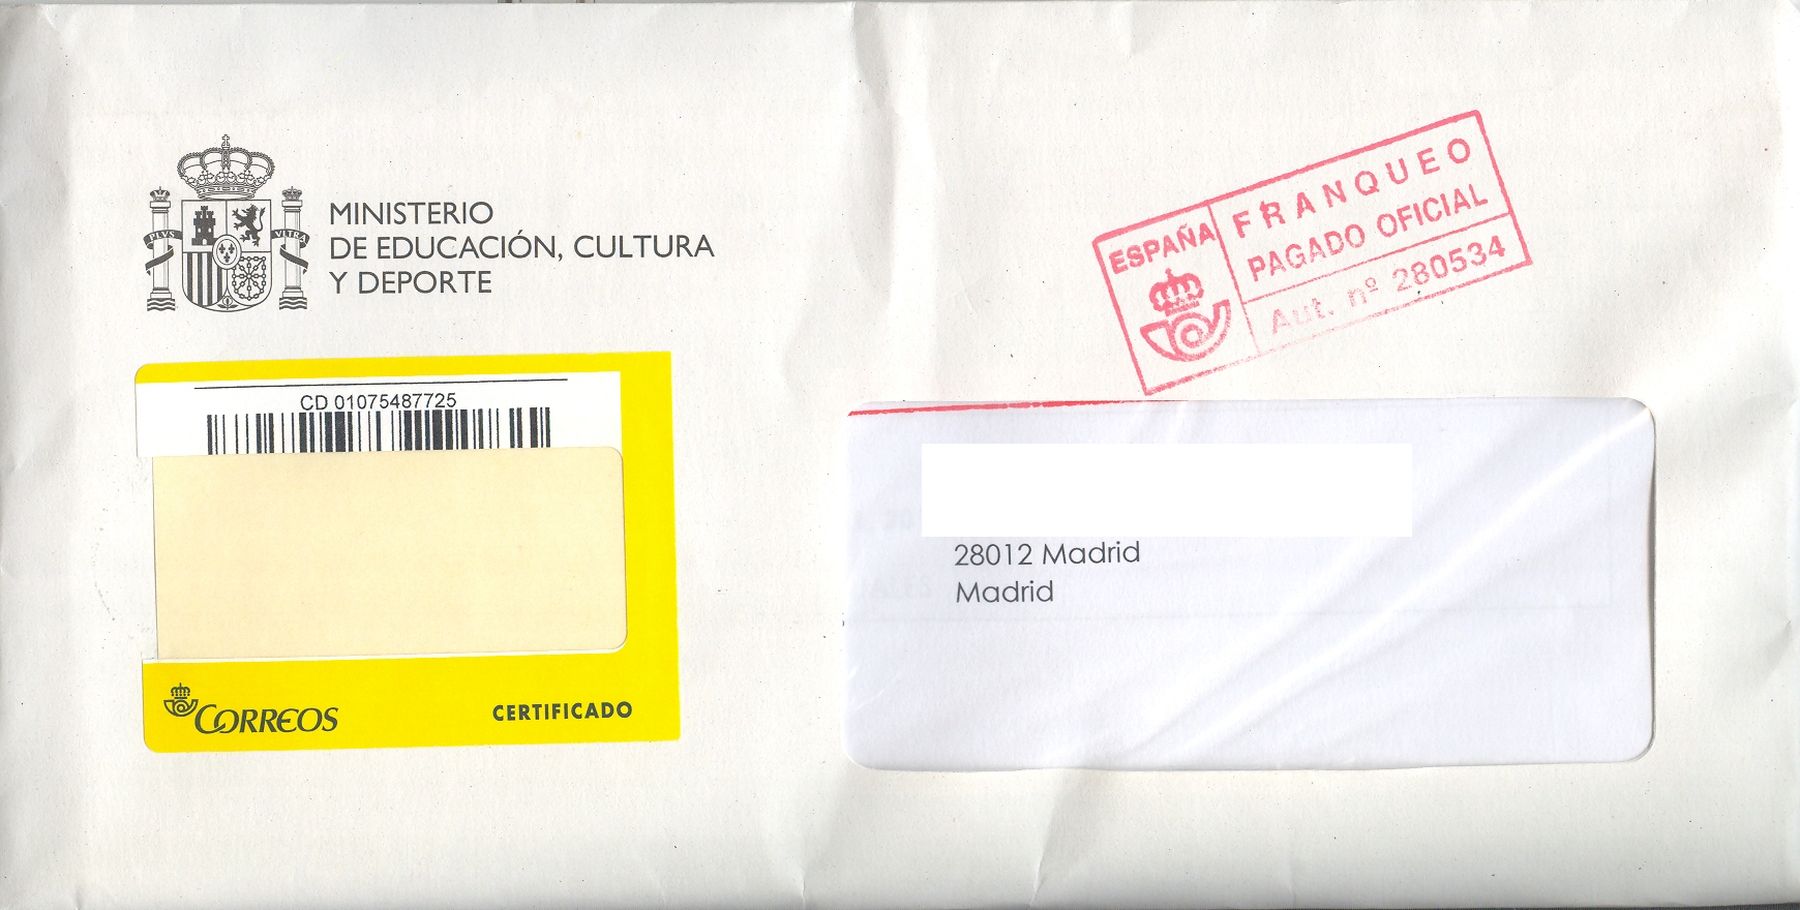 PLVS VLTRA
MINISTERIO
DE EDUCACIÓN, CULTURA
Y DEPORTE
ESPAÑA
FRANQUEO
PAGADO OFICIAL
Aut. nº 280534
CD 01075487725
CORREOS
CERTIFICADO
28012 Madrid
Madrid